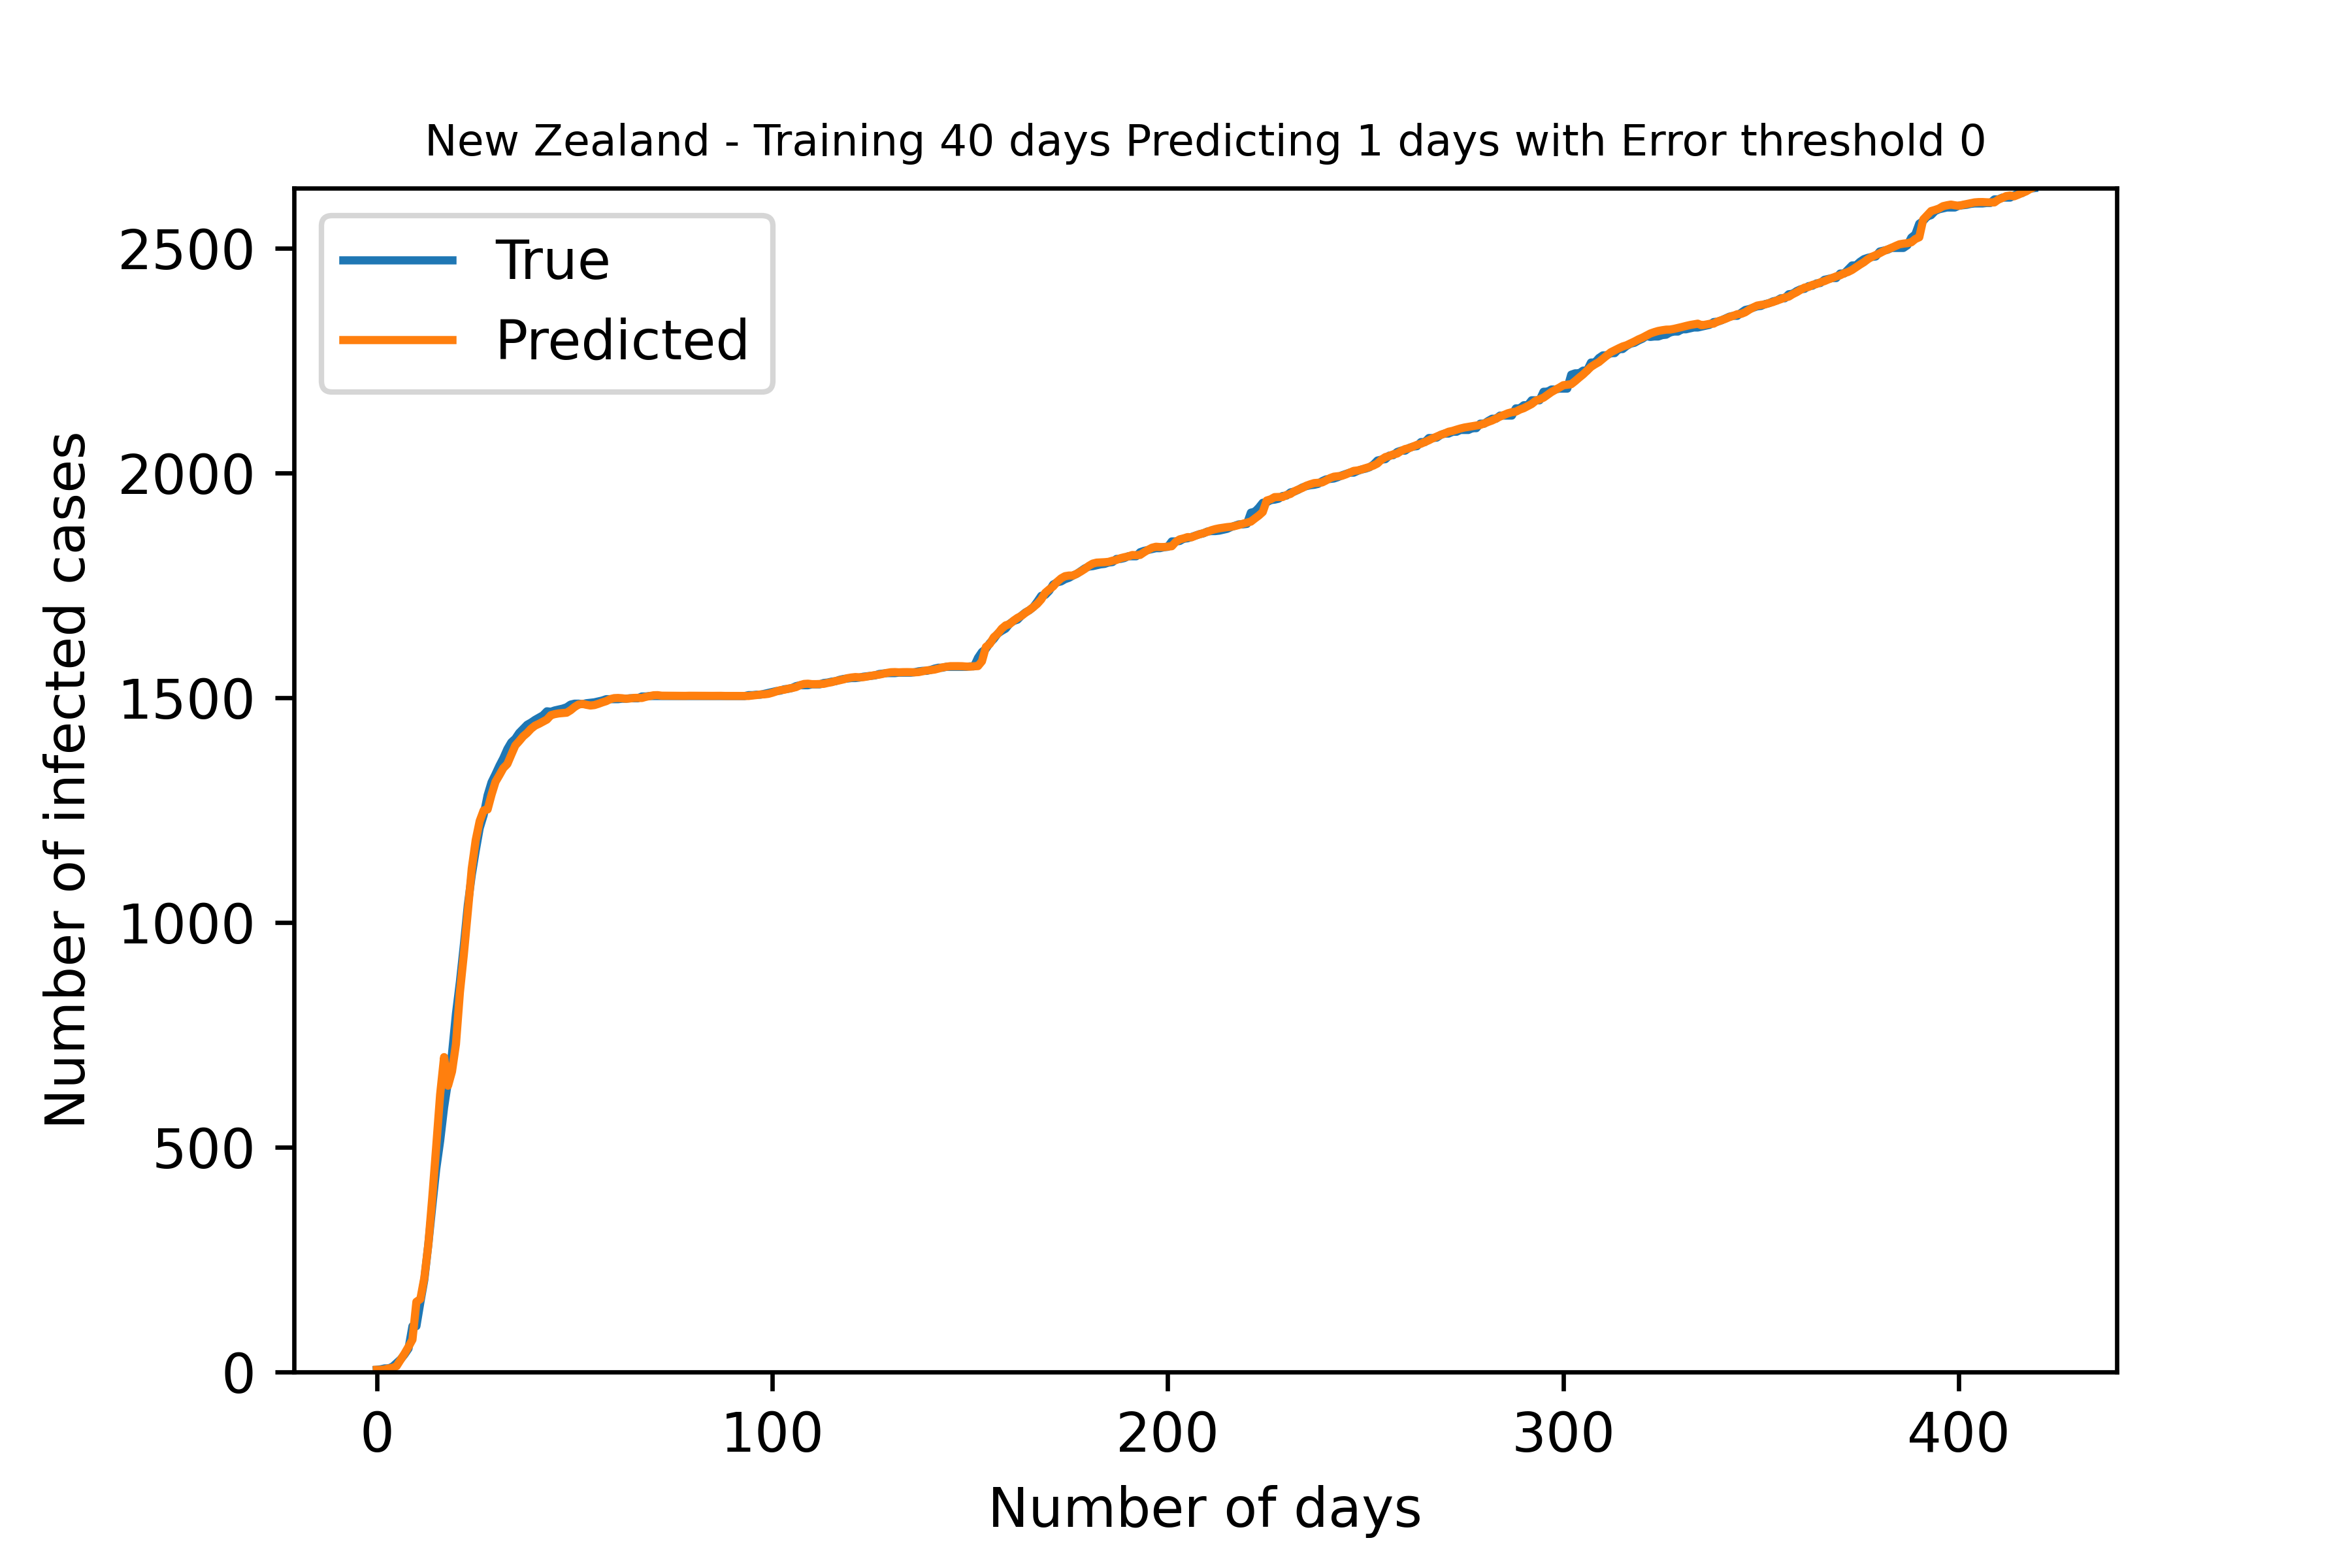 New Zealand - Training 40 days Predicting 1 days with Error threshold 0
True
Predicted
2500
2000
1500
1000
500
0
Number of infected cases
0 100 200 300 400
Number of days